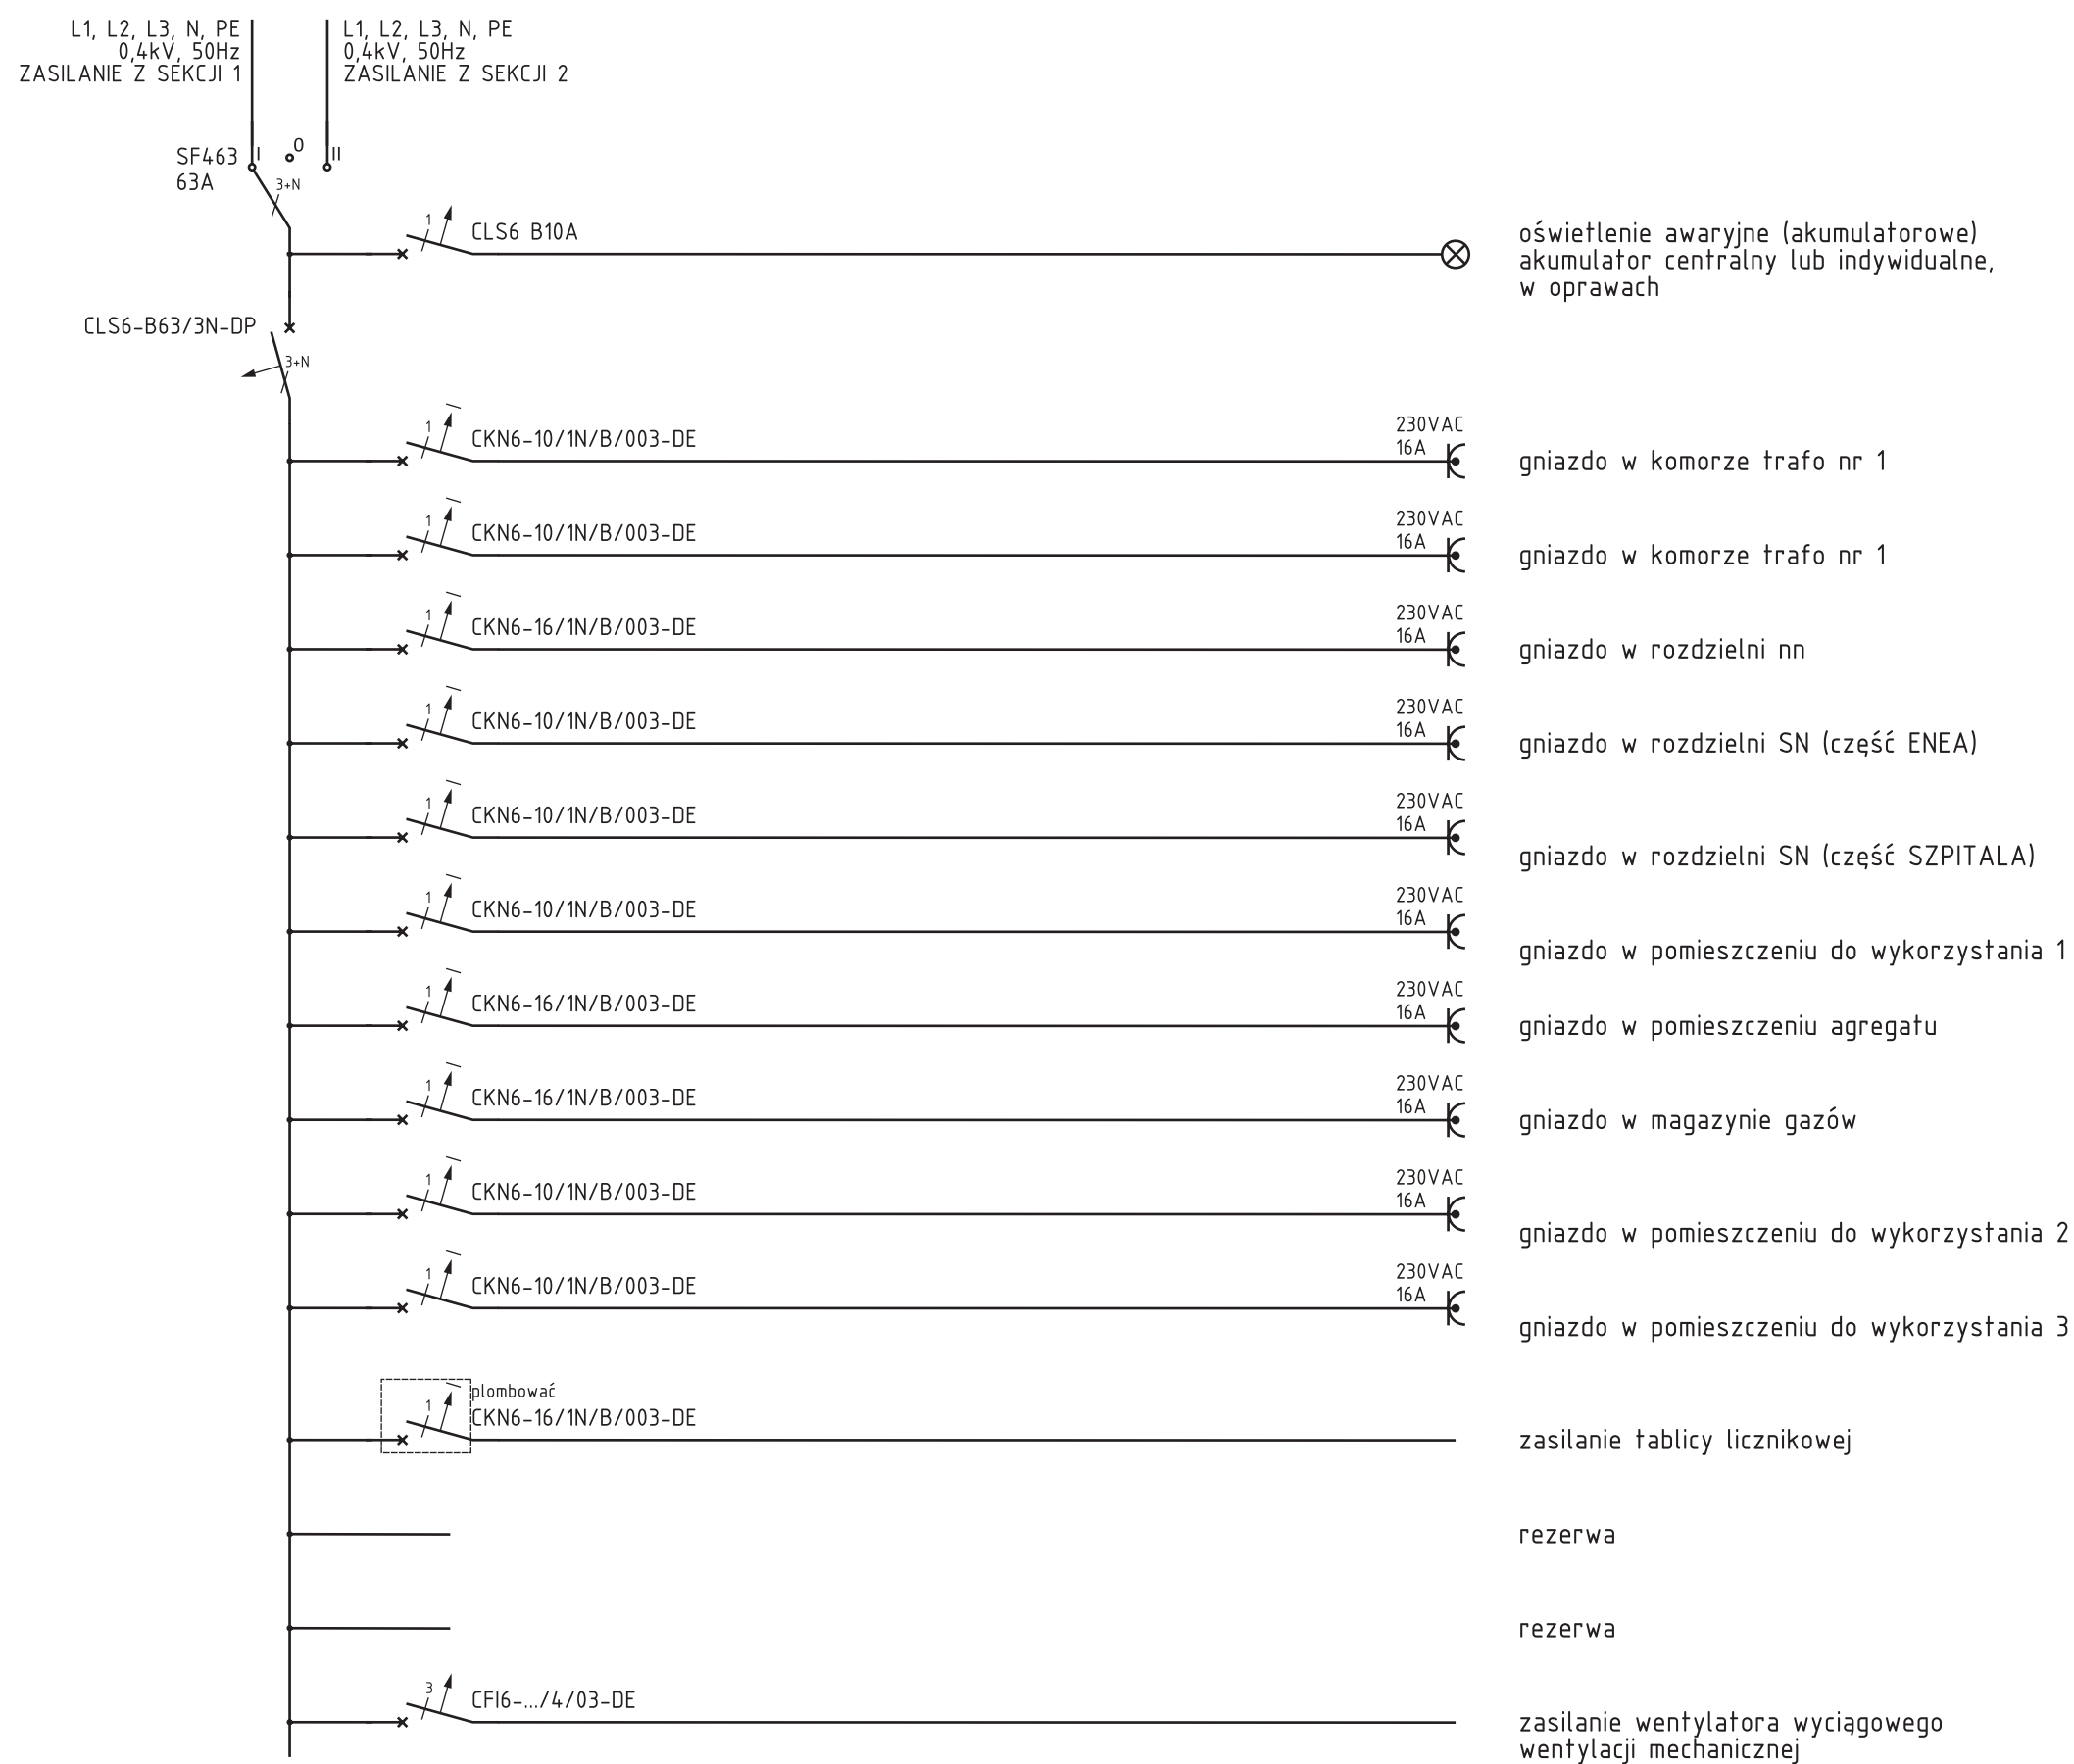 L1, L2, L3, N, PE
0,4kV, 50Hz
ZASILANIE Z SEKCJI 1
L1, L2, L3, N, PE
0,4kV, 50Hz
ZASILANIE Z SEKCJI 2
SF463
63A
I
0
II
3+N
1
CLS6 B10A
oświetlenie awaryjne (akumulatorowe)
akumulator centralny lub indywidualne,
w oprawach
CLS6-B63/3N-DP
3+N
1
CKN6-10/1N/B/003-DE
230VAC
16A
gniazdo w komorze trafo nr 1
1
CKN6-10/1N/B/003-DE
230VAC
16A
gniazdo w komorze trafo nr 1
1
CKN6-16/1N/B/003-DE
230VAC
16A
gniazdo w rozdzielni nn
1
CKN6-10/1N/B/003-DE
230VAC
16A
gniazdo w rozdzielni SN (część ENEA)
1
CKN6-10/1N/B/003-DE
230VAC
16A
gniazdo w rozdzielni SN (część SZPITALA)
1
CKN6-10/1N/B/003-DE
230VAC
16A
gniazdo w pomieszczeniu do wykorzystania 1
1
CKN6-16/1N/B/003-DE
230VAC
16A
gniazdo w pomieszczeniu agregatu
1
CKN6-16/1N/B/003-DE
230VAC
16A
gniazdo w magazynie gazów
1
CKN6-10/1N/B/003-DE
230VAC
16A
gniazdo w pomieszczeniu do wykorzystania 2
1
CKN6-10/1N/B/003-DE
230VAC
16A
gniazdo w pomieszczeniu do wykorzystania 3
plombować
1
CKN6-16/1N/B/003-DE
zasilanie tablicy licznikowej
rezerwa
rezerwa
3
CFI6-.../4/03-DE
zasilanie wentylatora wyciągowego
wentylacji mechanicznej